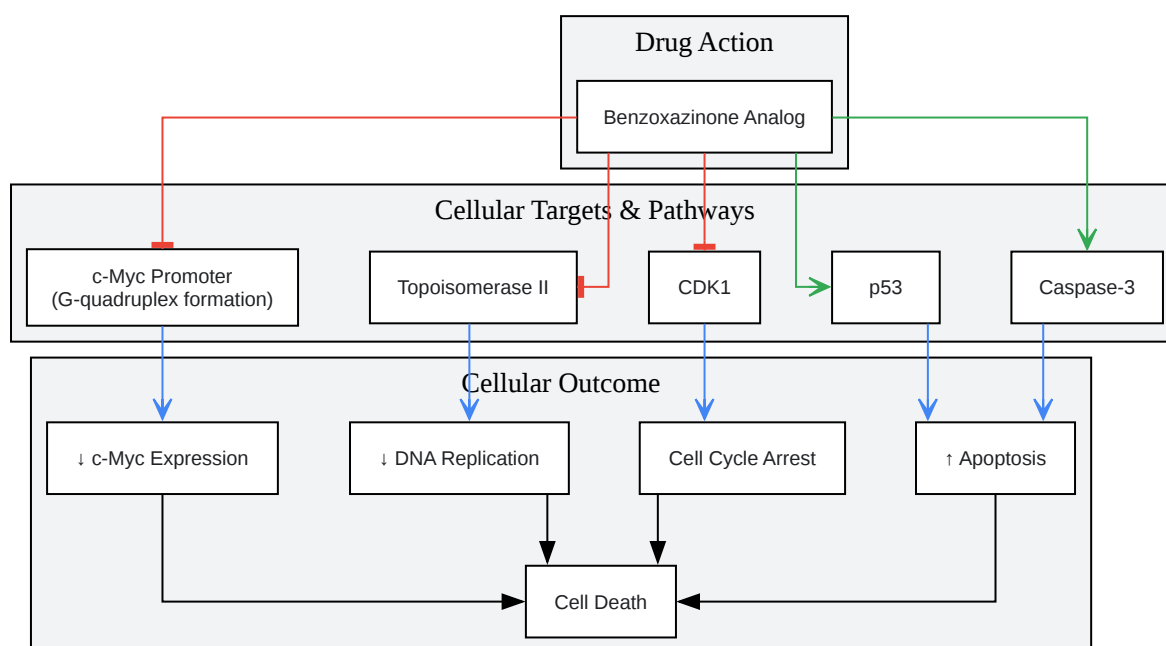 Drug Action
Benzoxazinone Analog
Cellular Targets & Pathways
c-Myc Promoter
(G-quadruplex formation)
Topoisomerase II
CDK1
p53
Caspase-3
Cellular Outcome
↓ c-Myc Expression
↓ DNA Replication
Cell Cycle Arrest
↑ Apoptosis
Cell Death